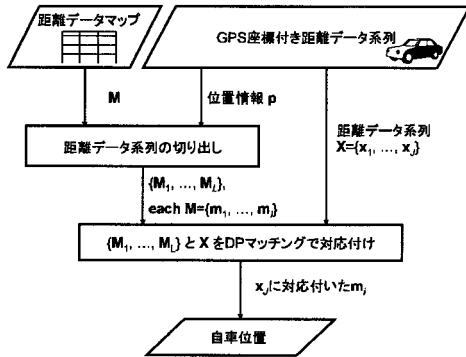 距離データマップ
GPS座標付き距離データ系列
M
位置情報 p
距離データ系列の切り出し
距離データ系列
X={x1, …, xJ}
{M1, …, ML},
each M={m1, …, mI}
{M1, …, ML} と X をDPマッチングで対応付け
xJに対応付いたmi
自車位置